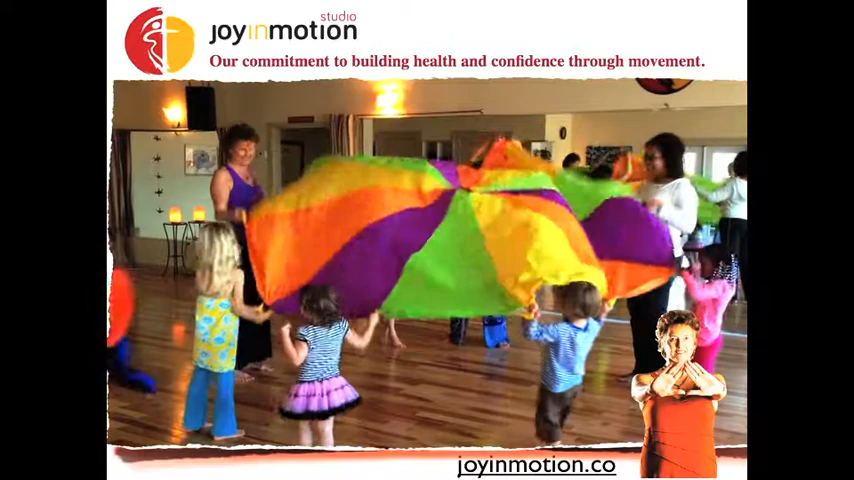 studio
joyinmotion
Our commitment to building health and confidence through movement.
joyinmotion.co